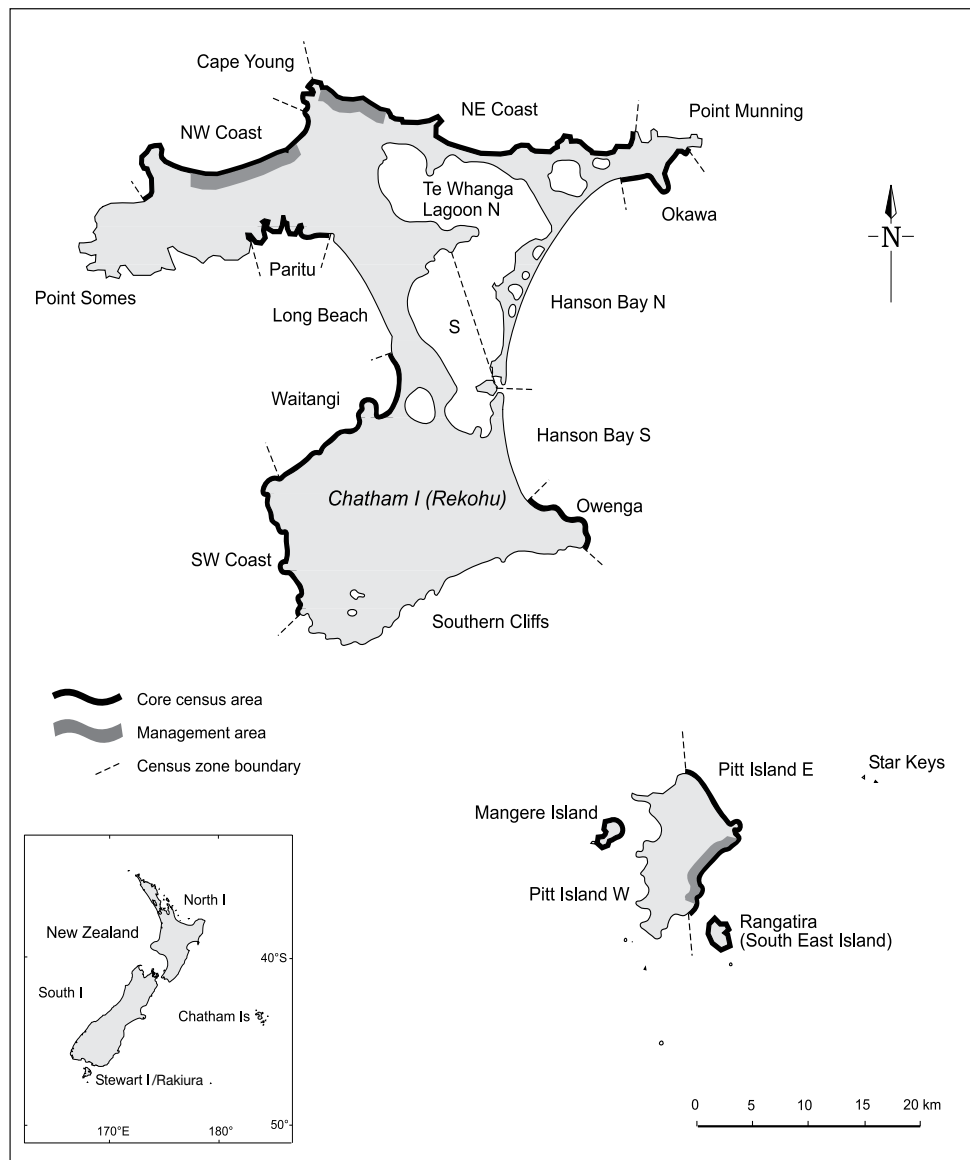 Cape Young
NW Coast
NE Coast
Point Munning
Te Whanga
Lagoon N
Okawa
N
Paritu
Point Somes
Long Beach
Hanson Bay N
S
Waitangi
Hanson Bay S
Chatham I (Rekohu)
Owenga
SW Coast
Southern Cliffs
Core census area
Management area
Census zone boundary
Pitt Island E
Star Keys
Mangere Island
Pitt Island W
Rangatira
(South East Island)
North I
New Zealand
40°S
South I
Chatham Is
Stewart I/Rakiura
50°
170°E
180°
0 5 10 15 20 km